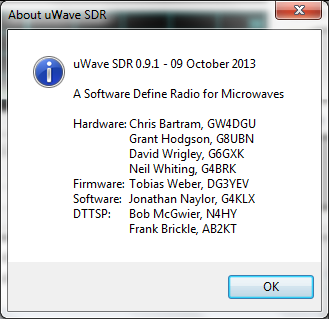 About uWave SDR
uWave SDR 0.9.1 - 09 October 2013
A Software Define Radio for Microwaves
Hardware: Chris Bartram, GW4DGU
Grant Hodgson, G8UBN
David Wrigley, G6GXK
Neil Whiting, G4BRK
Firmware: Tobias Weber, DG3YEV
Software: Jonathan Naylor, G4KLX
DTTSP: Bob McGwier, N4HY
Frank Brickle, AB2KT
OK